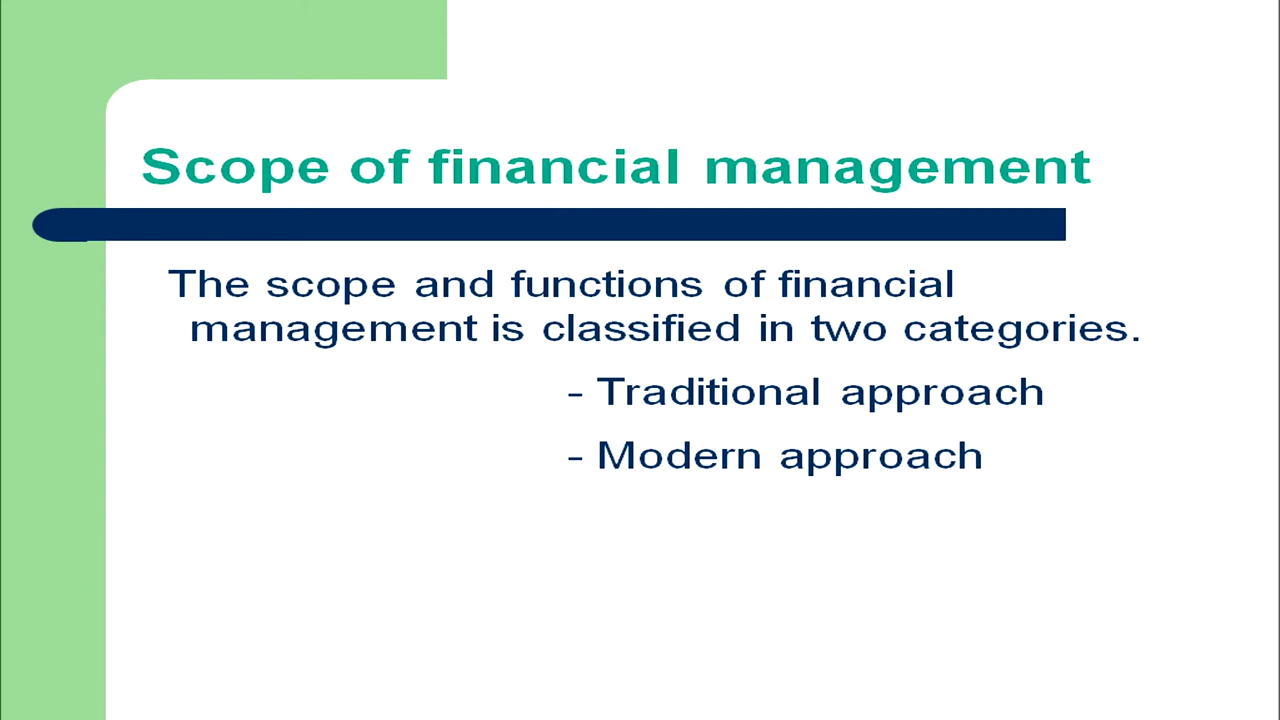 Scope of financial management
The scope and functions of financial
management is classified in two categories.
- Traditional approach
- Modern approach